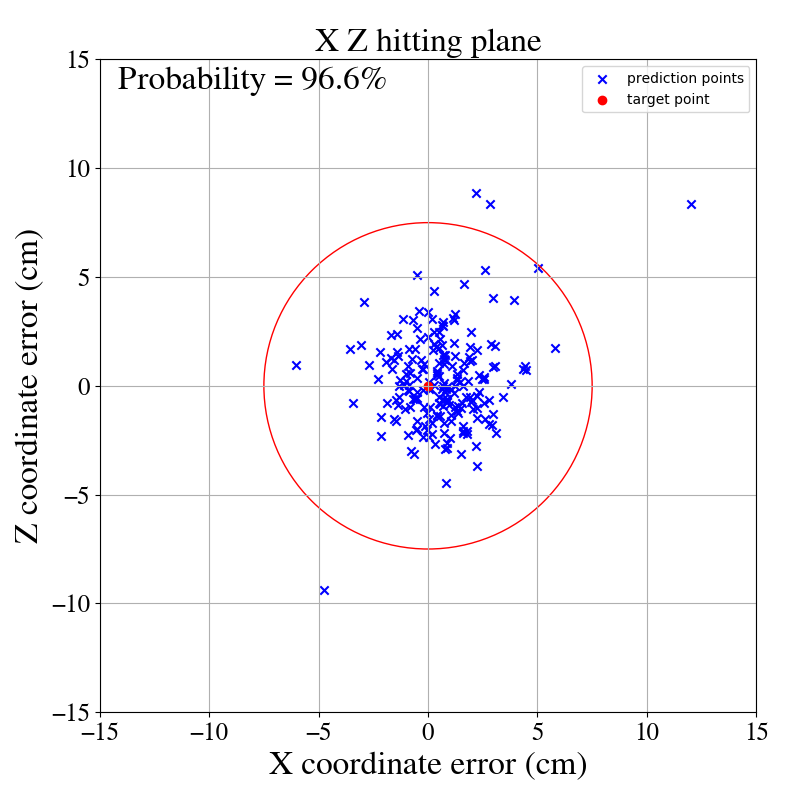 X Z hitting plane
Probability = 96.6%
prediction points
target point
Z coordinate error (cm)
15
10
5
0
−5
−10
−15
−15 −10 −5 0 5 10 15
X coordinate error (cm)